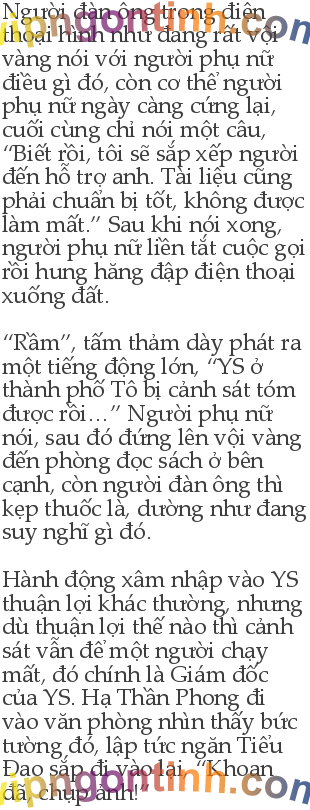 Người đàn ông trong điện
thoại hình như đang rất vội
vàng nói với người phụ nữ
điều gì đó, còn cơ thể người
phụ nữ ngày càng cứng lại,
cuối cùng chỉ nói một câu,
“Biết rồi, tôi sẽ sắp xếp người
đến hỗ trợ anh. Tài liệu cũng
phải chuẩn bị tốt, không được
làm mất.” Sau khi nói xong,
người phụ nữ liền tắt cuộc gọi
rồi hung hăng đập điện thoại
xuống đất.
“Rầm”, tấm thảm dày phát ra
một tiếng động lớn, “YS ở
thành phố Tô bị cảnh sát tóm
được rồi…” Người phụ nữ
nói, sau đó đứng lên vội vàng
đến phòng đọc sách ở bên
cạnh, còn người đàn ông thì
kẹp thuốc lá, dường như đang
suy nghĩ gì đó.
Hành động xâm nhập vào YS
thuận lợi khác thường, nhưng
dù thuận lợi thế nào thì cảnh
sát vẫn để một người chạy
mất, đó chính là Giám đốc
của YS. Hạ Thần Phong đi
vào văn phòng nhìn thấy bức
tường đó, lập tức ngăn Tiểu
Đao sắp đi vào lại, “Khoan
đã, chụp ảnh!“